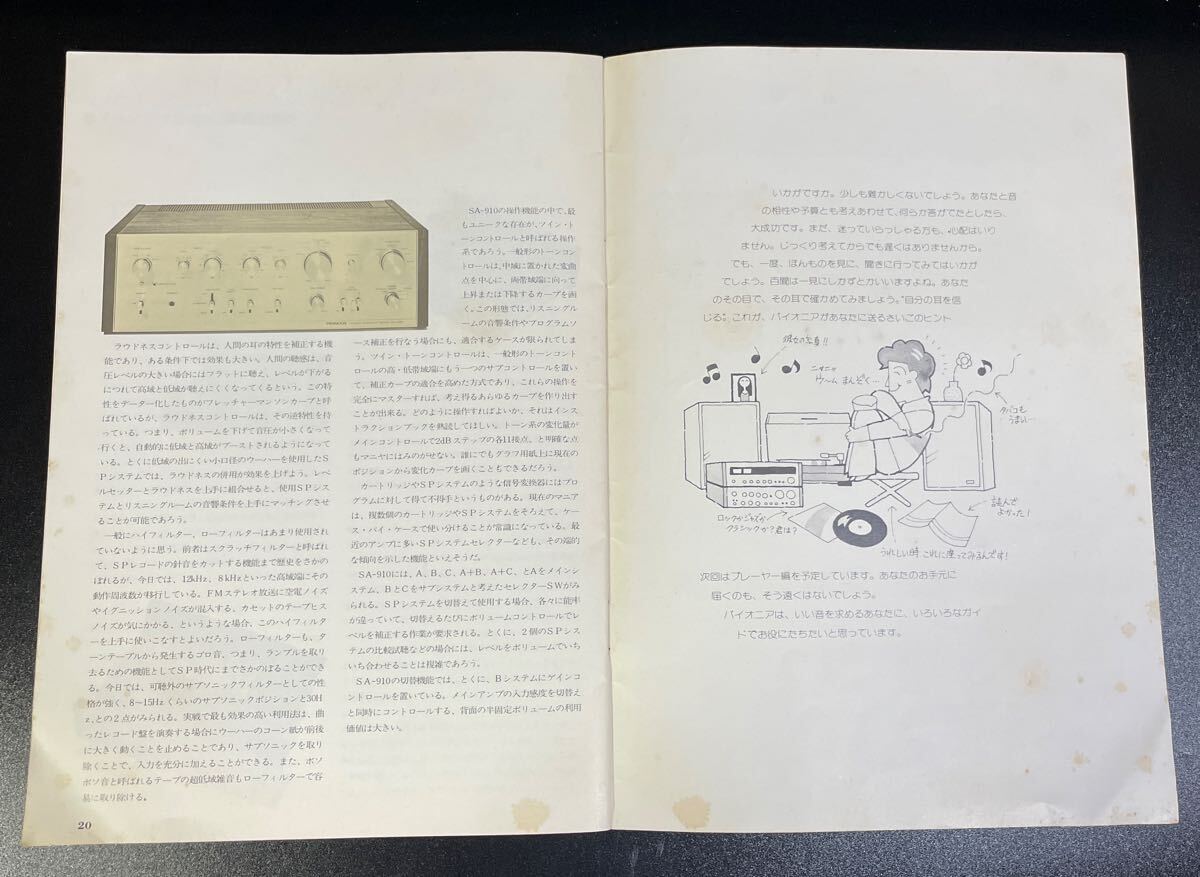 PIONEER
ラウドネスコントロールは、人間の耳の特性を補正する機
能であり、ある条件下では効果も大きい。人間の聴感は、音
圧レベルの大きい場合にはフラットに聴え、レベルが下がる
につれて高域と低域が聴えにくくなってくるという。この特
性をデーター化したものがフレッチャーマンソンカーブと呼
ばれているが、ラウドネスコントロールは、その逆特性を持
っている。つまり、ボリュームを下げて音圧が小さくなって
行くと、自動的に低域と高域がブーストされるようになって
いる。とくに低域の出にくい小口径のウーハーを使用したS
Pシステムでは、ラウドネスの併用が効果を上げよう。レベ
ルセッターとラウドネスを上手に組合せると、使用SPシス
テムとリスニングルームの音響条件を上手にマッチングさせ
ることが可能であろう。
一般にハイフィルター、ローフィルターはあまり使用され
ていないように思う。前者はスクラッチフィルターと呼ばれ
て、SPレコードの針音をカットする機能まで歴史をさかの
ぼれるが、今日では、12kHz、8kHzといった高域端にその
動作周波数が移行している。FMステレオ放送に空電ノイズ
やイグニッションノイズが混入する、カセットのテープヒス
ノイズが気にかかる、というような場合、このハイフィルタ
ーを上手に使いこなすとよいだろう。ローフィルターも、タ
ーンテーブルから発生するゴロ音、つまり、ランブルを取り
去るための機能としてSP時代にまでさかのぼることができ
る。今日では、可聴外のサブソニックフィルターとしての性
格が強く、8〜15Hzくらいのサブソニックポジションと30H
z、との2点がみられる。実戦で最も効果の高い利用法は、曲
ったレコード盤を演奏する場合にウーハーのコーン紙が前後
に大きく動くことを止めることであり、サブソニックを取り
除くことで、入力を充分に加えることができる。また、ボソ
ボソ音と呼ばれるテープの超低域雑音もローフィルターで容
易に取り除ける。
20
SA-910の操作機能の中で、最
もユニークな存在が、ツイン・ト
ーンコントロールと呼ばれる操作
系であろう。一般形のトーンコン
トロールは、中域に置かれた変曲
点を中心に、両帯域端に向って
上昇または下降するカーブを画
く。この形態では、リスニングル
ームの音響条件やプログラムソ
ース補正を行なう場合にも、適合するケースが限られてしま
う。ツイン・トーンコントロールは、一般形のトーンコント
ロールの高・低帯域端にもう一つのサブコントロールを置い
て、補正カーブの適合を高めた方式であり、これらの操作を
完全にマスターすれば、考え得るあらゆるカーブを作り出す
ことが出来る。どのように操作すればよいか、それはインス
トラクションブックを熟読してほしい。トーン系の変化量が
メインコントロールで2dBステップの各11接点。と明確な点
もマニヤにはみのがせない。誰にでもグラフ用紙上に現在の
ポジションから変化カーブを画くこともできるだろう。
カートリッジやSPシステムのような信号変換器にはプロ
グラムに対して得て不得手というものがある。現在のマニア
は、複数個のカートリッジやSPシステムをそろえて、ケー
ス・バイ・ケースで使い分けることが常識になっている。最
近のアンプに多いSPシステムセレクターなども、その端的
な傾向を示した機能といえそうだ。
SA-910には、A、B、C、A+B、A+C、とAをメインシ
ステム、BとCをサブシステムと考えたセレクターSWがみ
られる。SPシステムを切替えて使用する場合、各々に能率
が違っていて、切替えるたびにボリュームコントロールでレ
ベルを補正する作業が要求される。とくに、2個のSPシス
テムの比較試聴などの場合には、レベルをボリュームでいち
いち合わせることは複雑であろう。
SA-910の切替機能では、とくに、Bシステムにゲインコ
ントロールを置いている。メインアンプの入力感度を切替え
と同時にコントロールする、背面の半固定ボリュームの利用
価値は大きい。
いかがですか。少しも難かしくないでしょう。あなたと音
の相性や予算とも考えあわせて、何らか答がでたとしたら、
大成功です。まだ、迷っていらっしゃる方も、心配はいり
ません。じっくり考えてからでも遅くはありませんから。
でも、一度、ほんものを見に、聞きに行ってみてはいかが
でしょう。百聞は一見にしかずとかいいますよね。あなた
のその目で、その耳で確かめてみましょう。“自分の耳を信
じる。これが、パイオニアがあなたに送るさいごのヒント
彼女の写真!!
ニヤニヤ
ウ〜ム まんぞく…
タバコも
うまい…
ロックかジャズか
クラシックか?君は?
読んで
よかった!
うれしい時、これに座ってみるんです!
次回はプレーヤー編を予定しています。あなたのお手元に
届くのも、そう遠くはないでしょう。
パイオニアは、いい音を求めるあなたに、いろいろなガイ
ドでお役にたちたいと思っています。